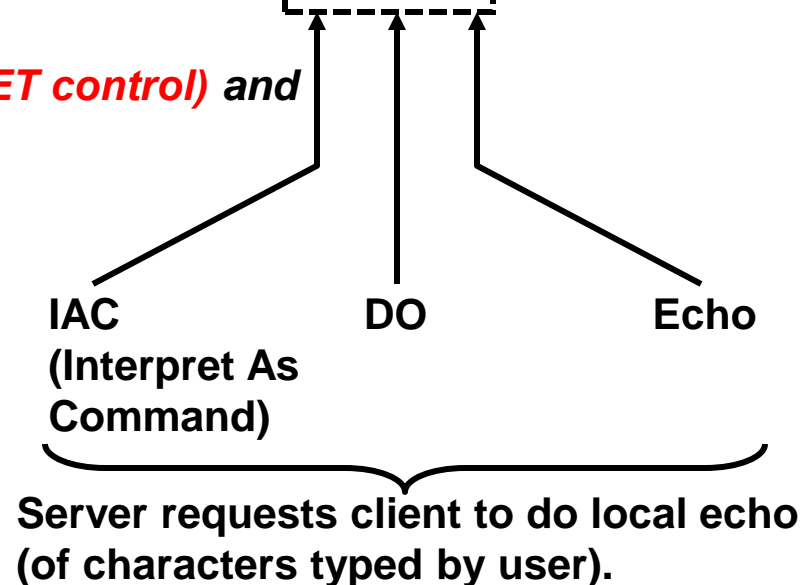 ET control) and
IAC DO Echo
(Interpret As
Command)
Server requests client to do local echo
(of characters typed by user).